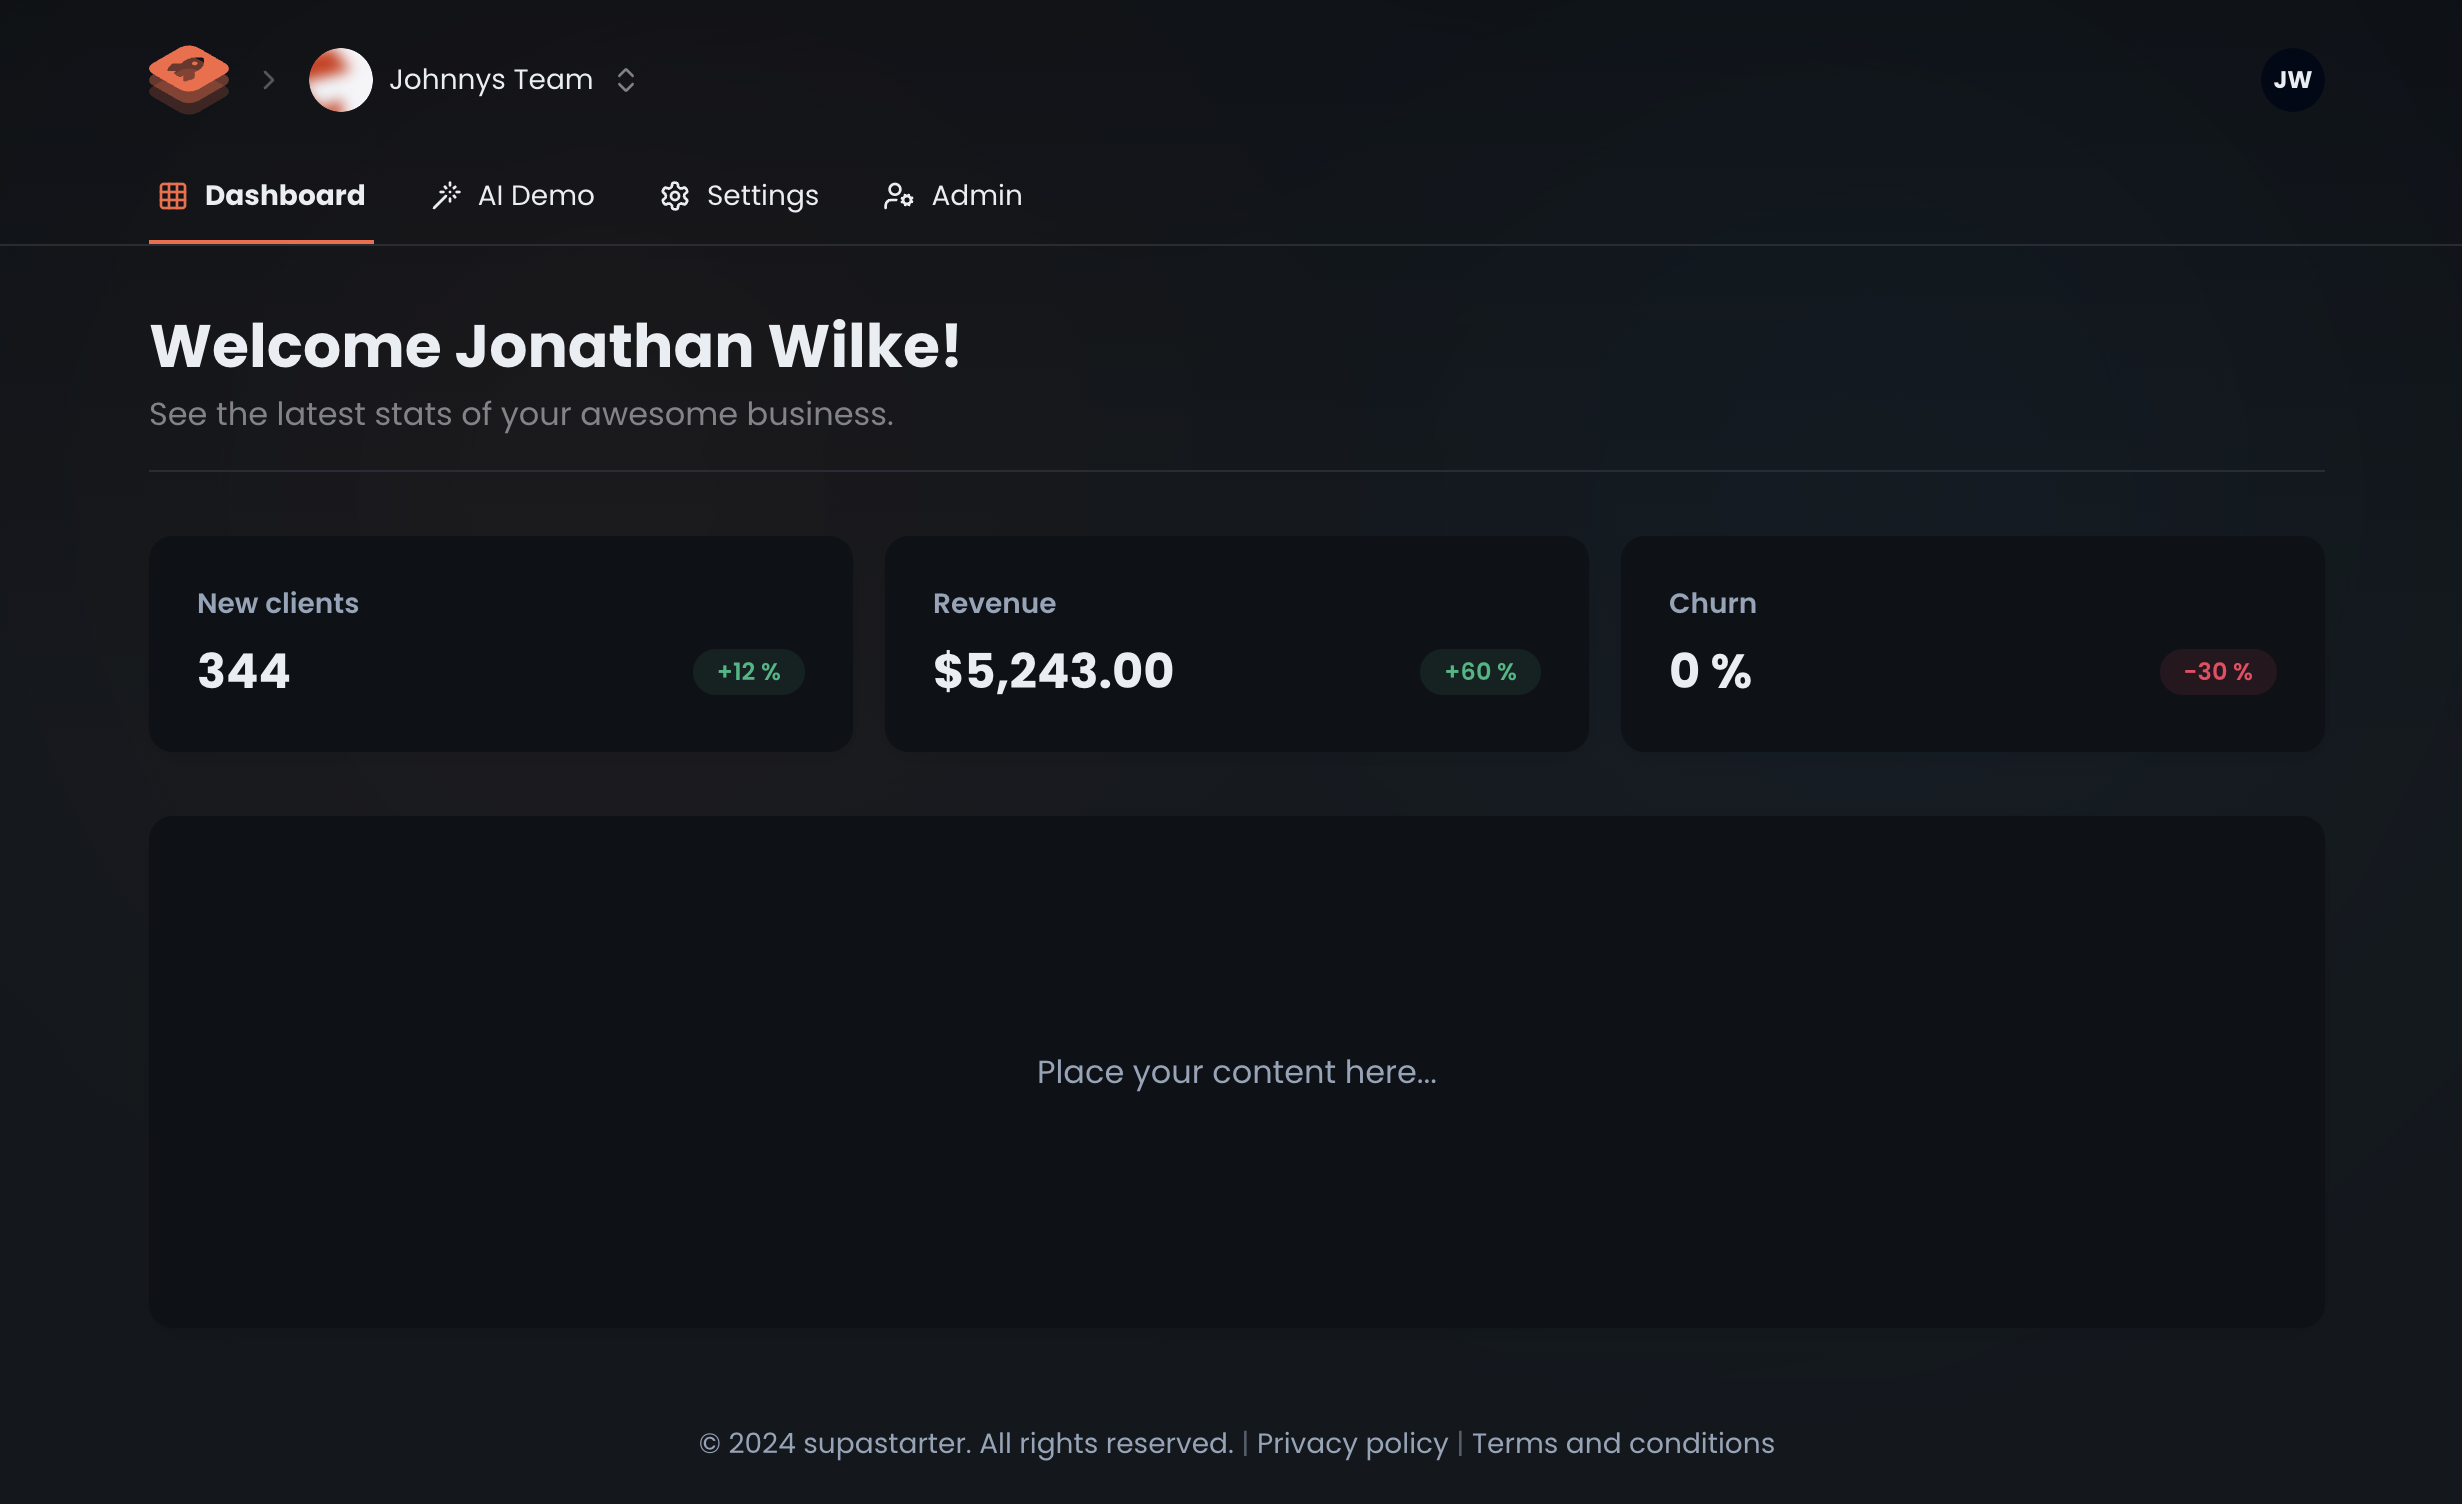 Johnnys Team
JW
Dashboard
AI Demo
Settings
Admin
Welcome Jonathan Wilke!
See the latest stats of your awesome business.
New clients
344
+12 %
Revenue
$5,243.00
+60 %
Churn
0 %
-30 %
Place your content here...
© 2024 supastarter. All rights reserved. | Privacy policy | Terms and conditions